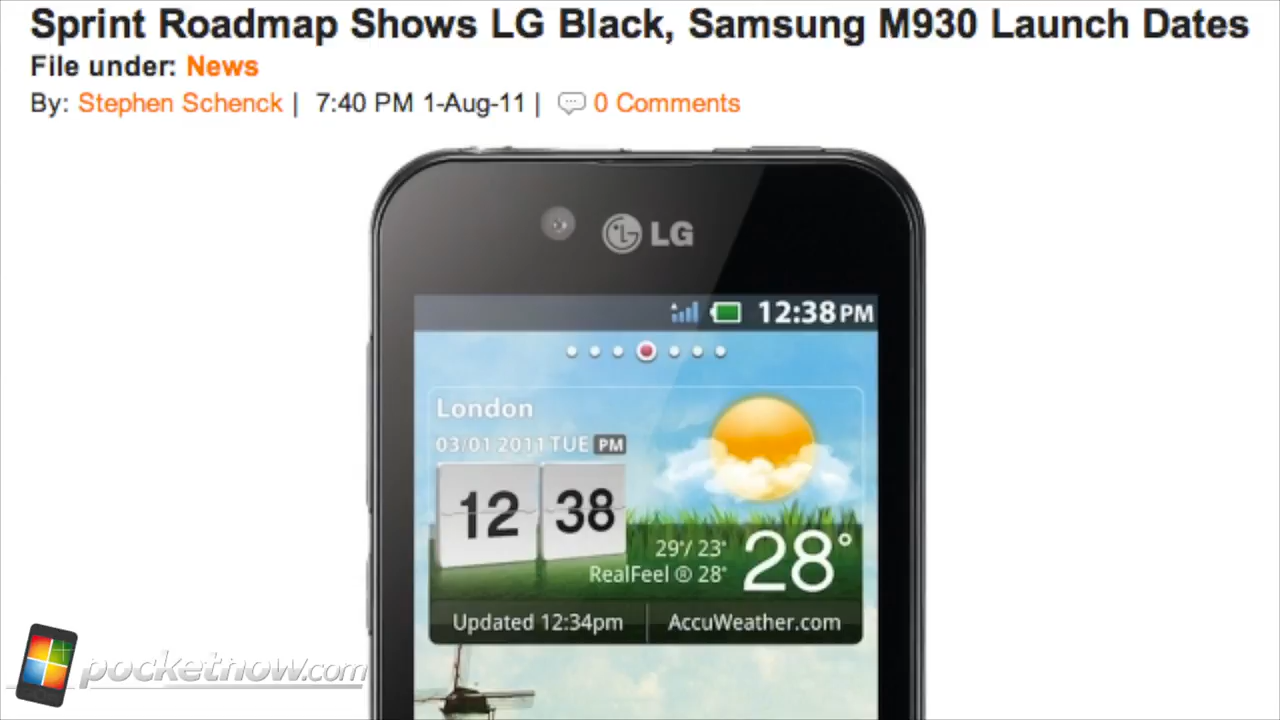 Sprint Roadmap Shows LG Black, Samsung M930 Launch Dates
File under: News
By: Stephen Schenck | 7:40 PM 1-Aug-11 | 0 Comments
LG
12:38 PM
London
03/01 2011 TUE PM
12 38
29°/ 23° 28°
RealFeel ® 28°
Updated 12:34pm AccuWeather.com
pocketnow.com